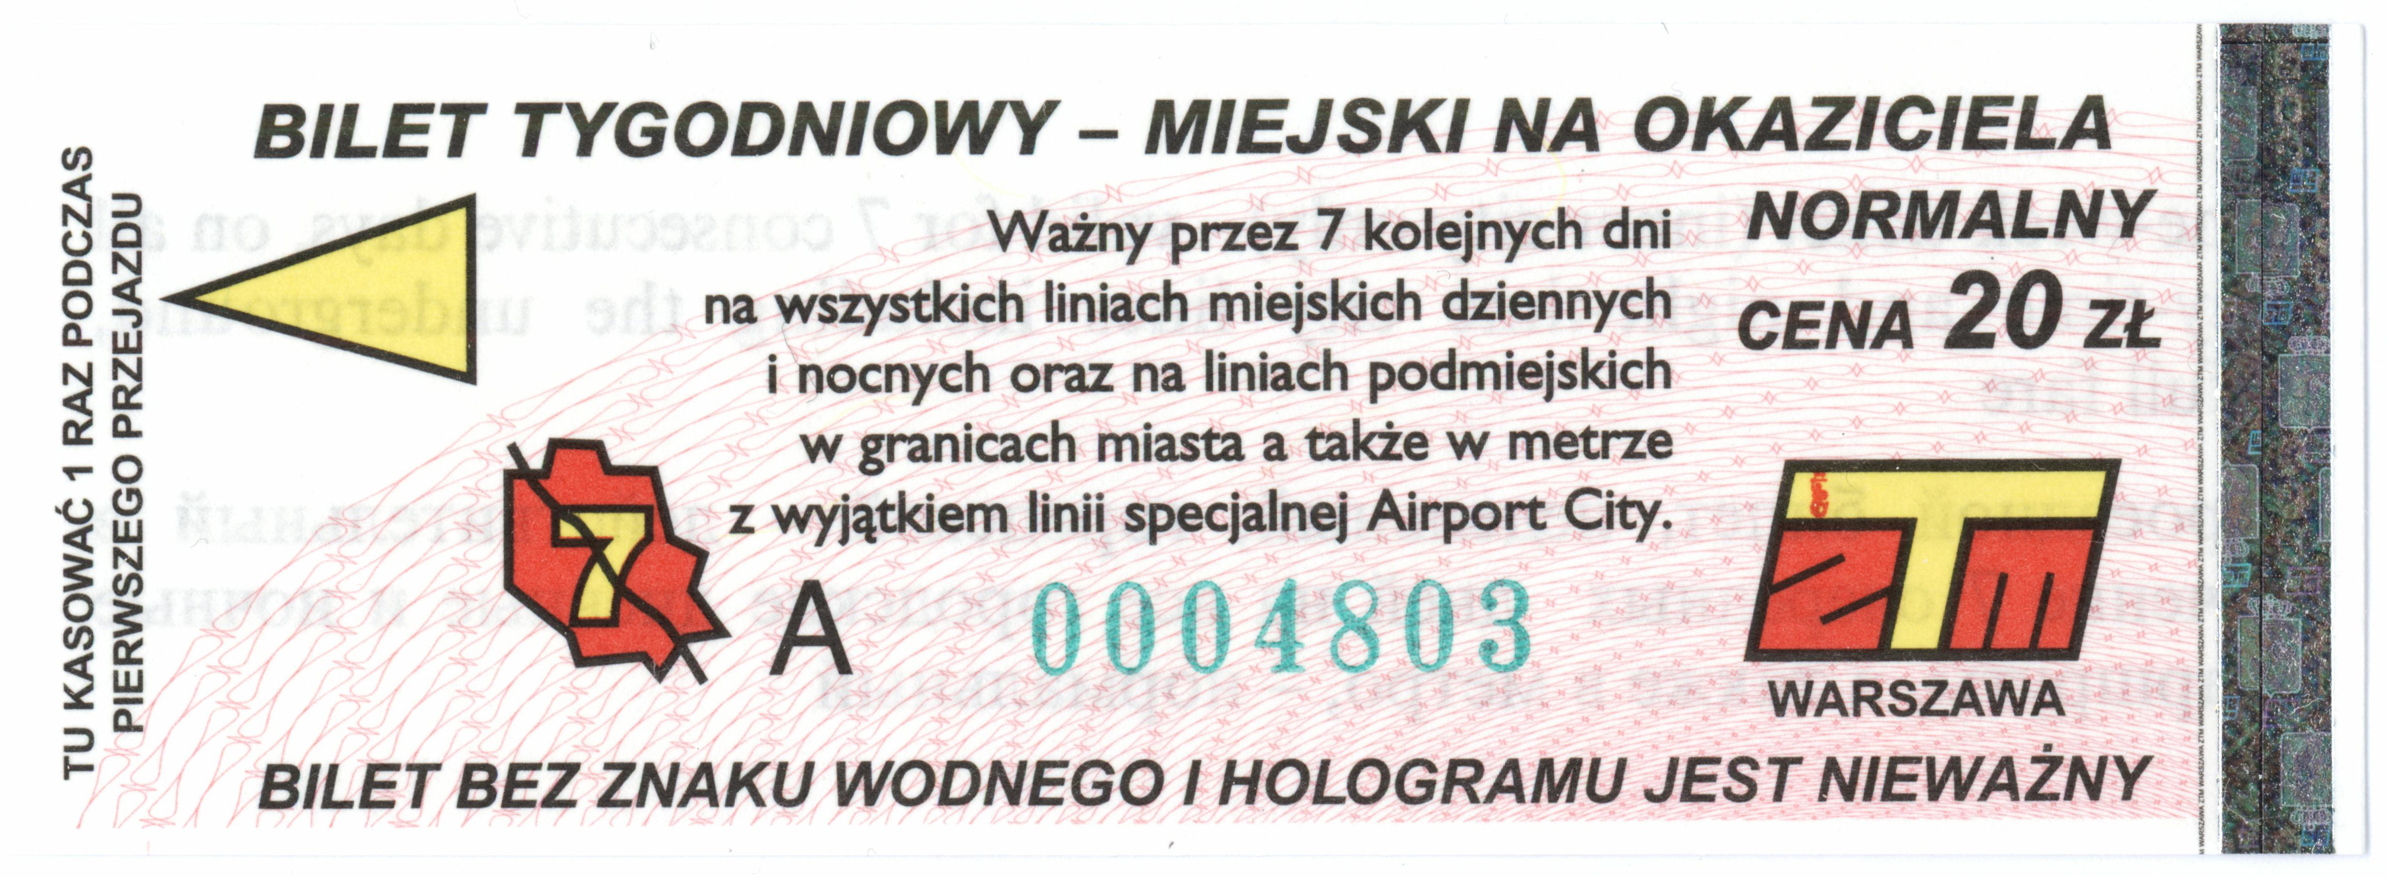 BILET TYGODNIOWY – MIEJSKI NA OKAZICIELA
TU KASOWAĆ 1 RAZ PODCZAS
PIERWSZEGO PRZEJAZDU
Ważny przez 7 kolejnych dni
na wszystkich liniach miejskich dziennych
i nocnych oraz na liniach podmiejskich
w granicach miasta a także w metrze
z wyjątkiem linii specjalnej Airport City.
NORMALNY
CENA 20 ZŁ
7
A 0004803
ZTM
WARSZAWA
BILET BEZ ZNAKU WODNEGO I HOLOGRAMU JEST NIEWAŻNY